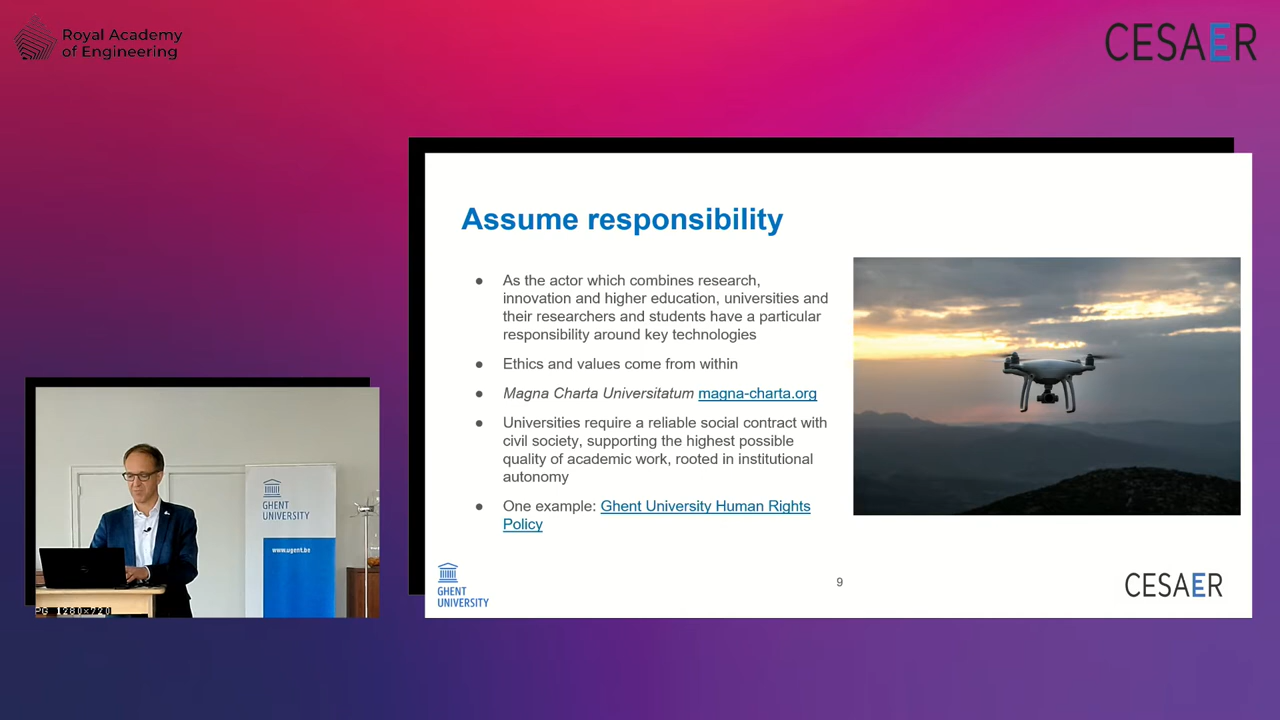 Royal Academy
of Engineering
CESAER
Assume responsibility
● As the actor which combines research,
innovation and higher education, universities and
their researchers and students have a particular
responsibility around key technologies
● Ethics and values come from within
● Magna Charta Universitatum magna-charta.org
● Universities require a reliable social contract with
civil society, supporting the highest possible
quality of academic work, rooted in institutional
autonomy
● One example: Ghent University Human Rights
Policy
GHENT
UNIVERSITY
9
CESAER
GHENT
UNIVERSITY
www.ugent.be
PG 1280×720